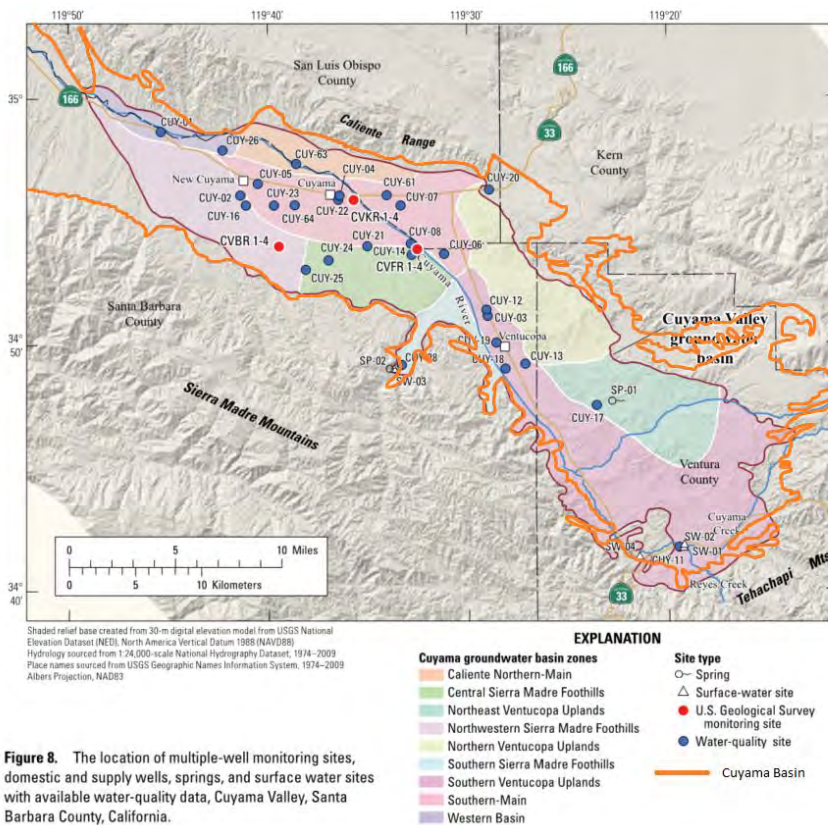 119°50'
119°40'
119°30'
119°20'
San Luis Obispo
County
166
35°
166
33
Caliente Range
Kern
County
CUY-01
CUY-26
CUY-63
CUY-04
CUY-61
CUY-20
New Cuyama
CUY-05
Cuyama
CUY-02
CUY-23
CUY-07
CUY-16
CUY-64
CUY-22
CVKR 1-4
CUY-08
CVBR 1-4
CUY-24
CUY-21
CUY-14
CUY-06
CVFR 1-4
CUY-25
Cuyama
River
Santa Barbara
County
CUY-12
CUY-03
Cuyama Valley
groundwater
basin
34°
50'
CUY-19
Ventucopa
SP-02
CUY-28
CUY-18
CUY-13
SW-03
SP-01
CUY-17
Sierra Madre Mountains
Ventura
County
Cuyama
Creek
SW-02
SW-04
CUY-11
SW-01
Reyes Creek
Tehachapi Mts
33
0 5 10 Miles
0 5 10 Kilometers
34°
40'
Shaded relief base created from 30-m digital elevation model from USGS National
Elevation Dataset (NED), North America Vertical Datum 1988 (NAVD88)
Hydrology sourced from 1:24,000-scale National Hydrography Dataset, 1974–2009
Place names sourced from USGS Geographic Names Information System, 1974–2009
Albers Projection, NAD83
EXPLANATION
Cuyama groundwater basin zones
Caliente Northern-Main
Central Sierra Madre Foothills
Northeast Ventucopa Uplands
Northwestern Sierra Madre Foothills
Northern Ventucopa Uplands
Southern Sierra Madre Foothills
Southern Ventucopa Uplands
Southern-Main
Western Basin
Site type
Spring
Surface-water site
U.S. Geological Survey
monitoring site
Water-quality site
Cuyama Basin
Figure 8. The location of multiple-well monitoring sites,
domestic and supply wells, springs, and surface water sites
with available water-quality data, Cuyama Valley, Santa
Barbara County, California.